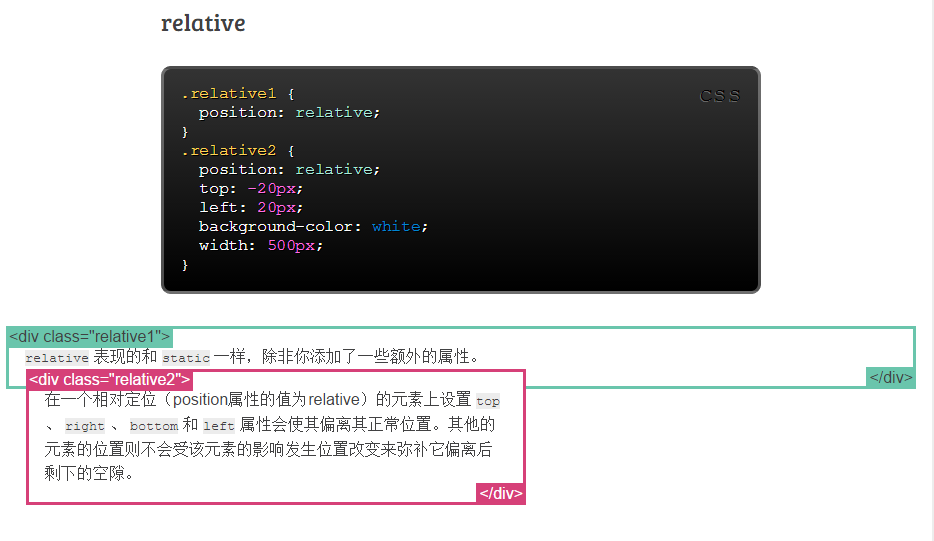 relative
CSS
.relative1 {
  position: relative;
}
.relative2 {
  position: relative;
  top: -20px;
  left: 20px;
  background-color: white;
  width: 500px;
}
<div class="relative1">
relative 表现的和 static 一样，除非你添加了一些额外的属性。
</div>
<div class="relative2">
在一个相对定位（position属性的值为relative）的元素上设置 top
、 right 、 bottom 和 left 属性会使其偏离其正常位置。其他的
元素的位置则不会受该元素的影响发生位置改变来弥补它偏离后
剩下的空隙。
</div>